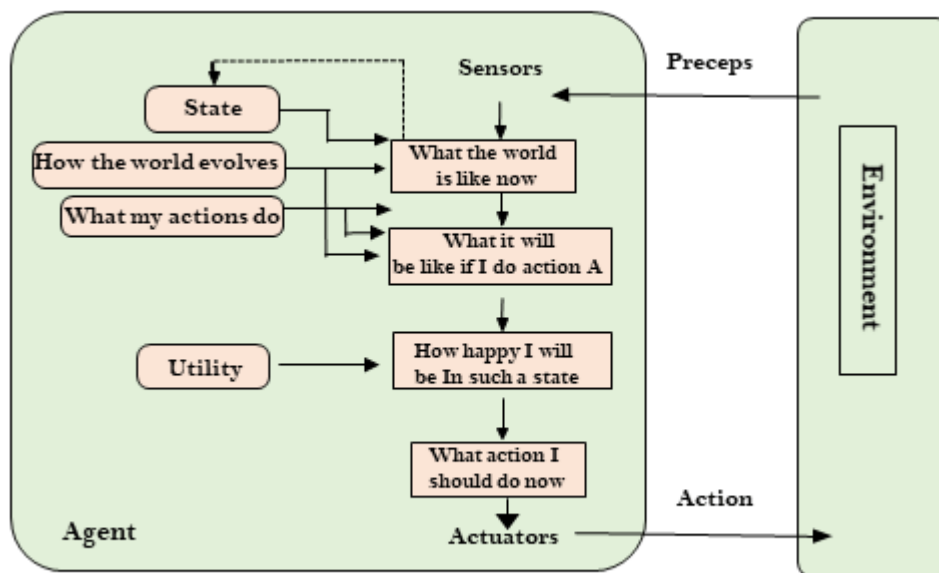 Sensors
Preceps
State
What the world
is like now
How the world evolves
What my actions do
What it will
be like if I do action A
Environment
How happy I will
be In such a state
Utility
What action I
should do now
Action
Agent
Actuators